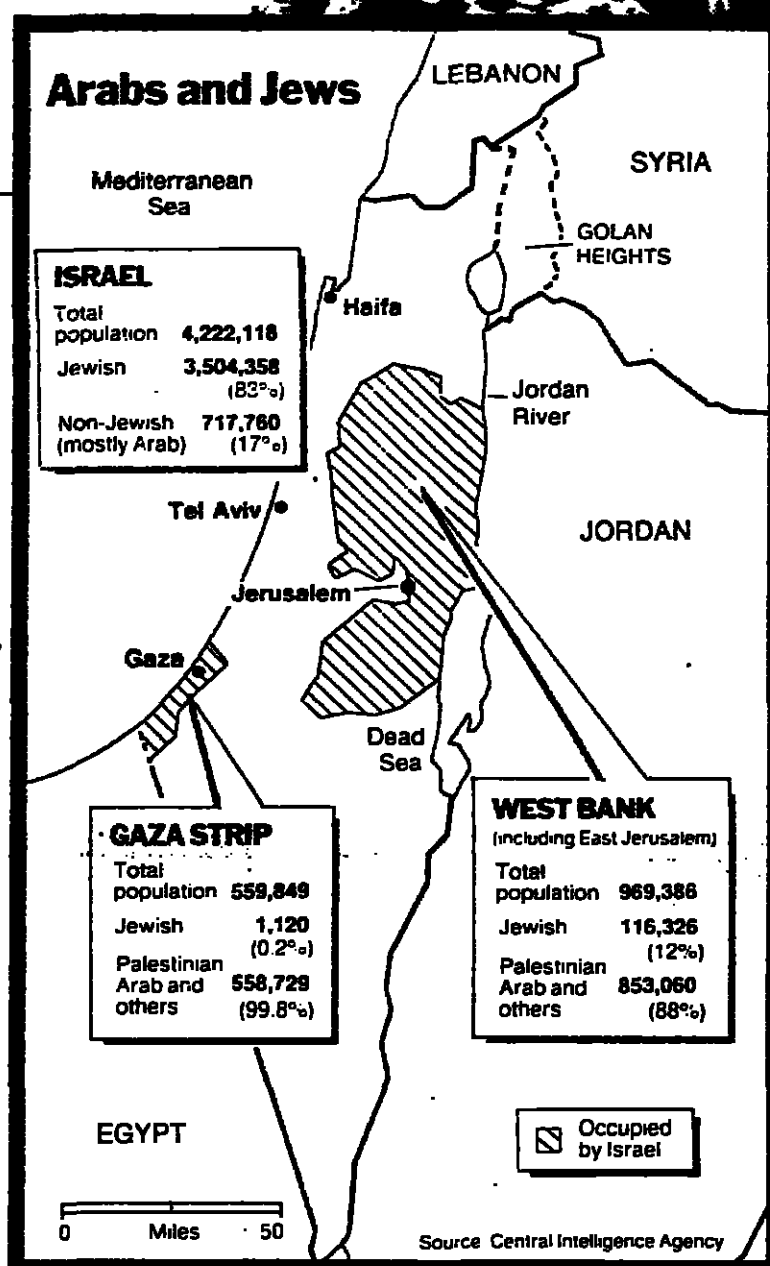 Arabs and Jews
LEBANON
SYRIA
Mediterranean
Sea
GOLAN
HEIGHTS
ISRAEL
Total
population 4,222,118
Jewish 3,504,358
(83%)
Non-Jewish 717,760
(mostly Arab) (17%)
Haifa
Jordan
River
Tel Aviv
JORDAN
Jerusalem
Gaza
Dead
Sea
GAZA STRIP
Total
population 559,849
Jewish 1,120
(0.2%)
Palestinian
Arab and 558,729
others (99.8%)
WEST BANK
(including East Jerusalem)
Total
population 969,386
Jewish 116,326
(12%)
Palestinian
Arab and 853,060
others (88%)
EGYPT
Occupied
by Israel
0 Miles 50
Source Central Intelligence Agency